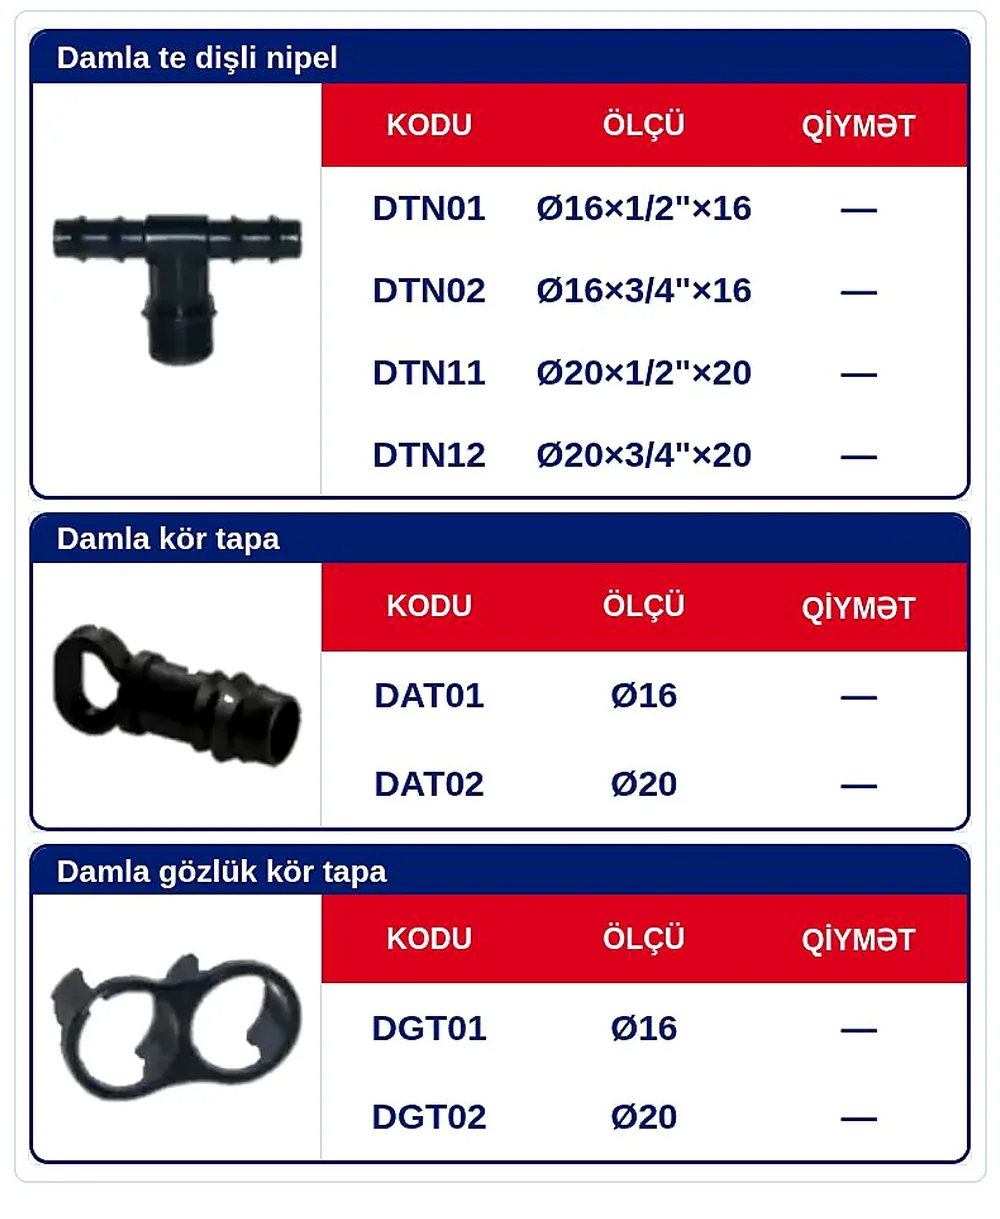 Damla te dişli nipel
KODU ÖLÇÜ QİYMƏT
DTN01 Ø16×1/2"×16 —
DTN02 Ø16×3/4"×16 —
DTN11 Ø20×1/2"×20 —
DTN12 Ø20×3/4"×20 —
Damla kör tapa
KODU ÖLÇÜ QİYMƏT
DAT01 Ø16 —
DAT02 Ø20 —
Damla gözlük kör tapa
KODU ÖLÇÜ QİYMƏT
DGT01 Ø16 —
DGT02 Ø20 —